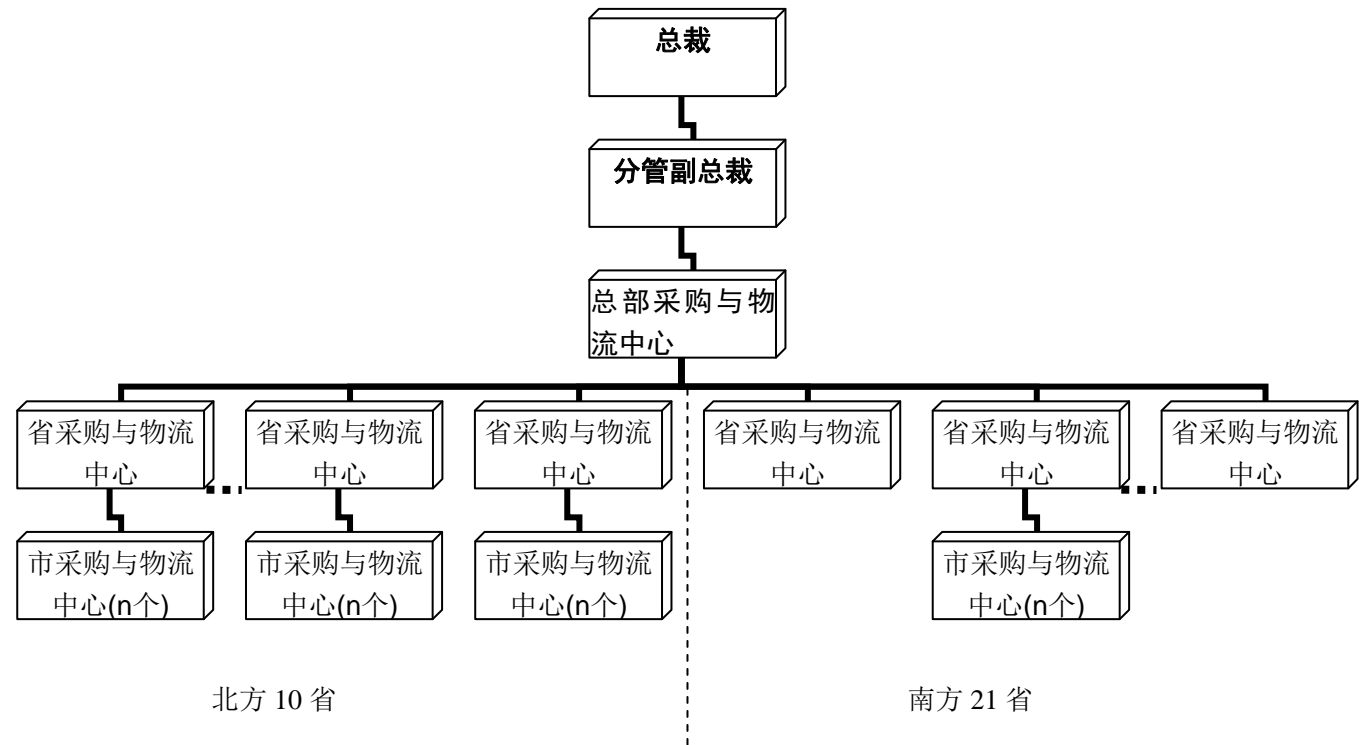 总裁
分管副总裁
总部采购与物
流中心
省采购与物流
中心
省采购与物流
中心
省采购与物流
中心
省采购与物流
中心
省采购与物流
中心
省采购与物流
中心
市采购与物流
中心(n个)
市采购与物流
中心(n个)
市采购与物流
中心(n个)
市采购与物流
中心(n个)
北方 10 省
南方 21 省